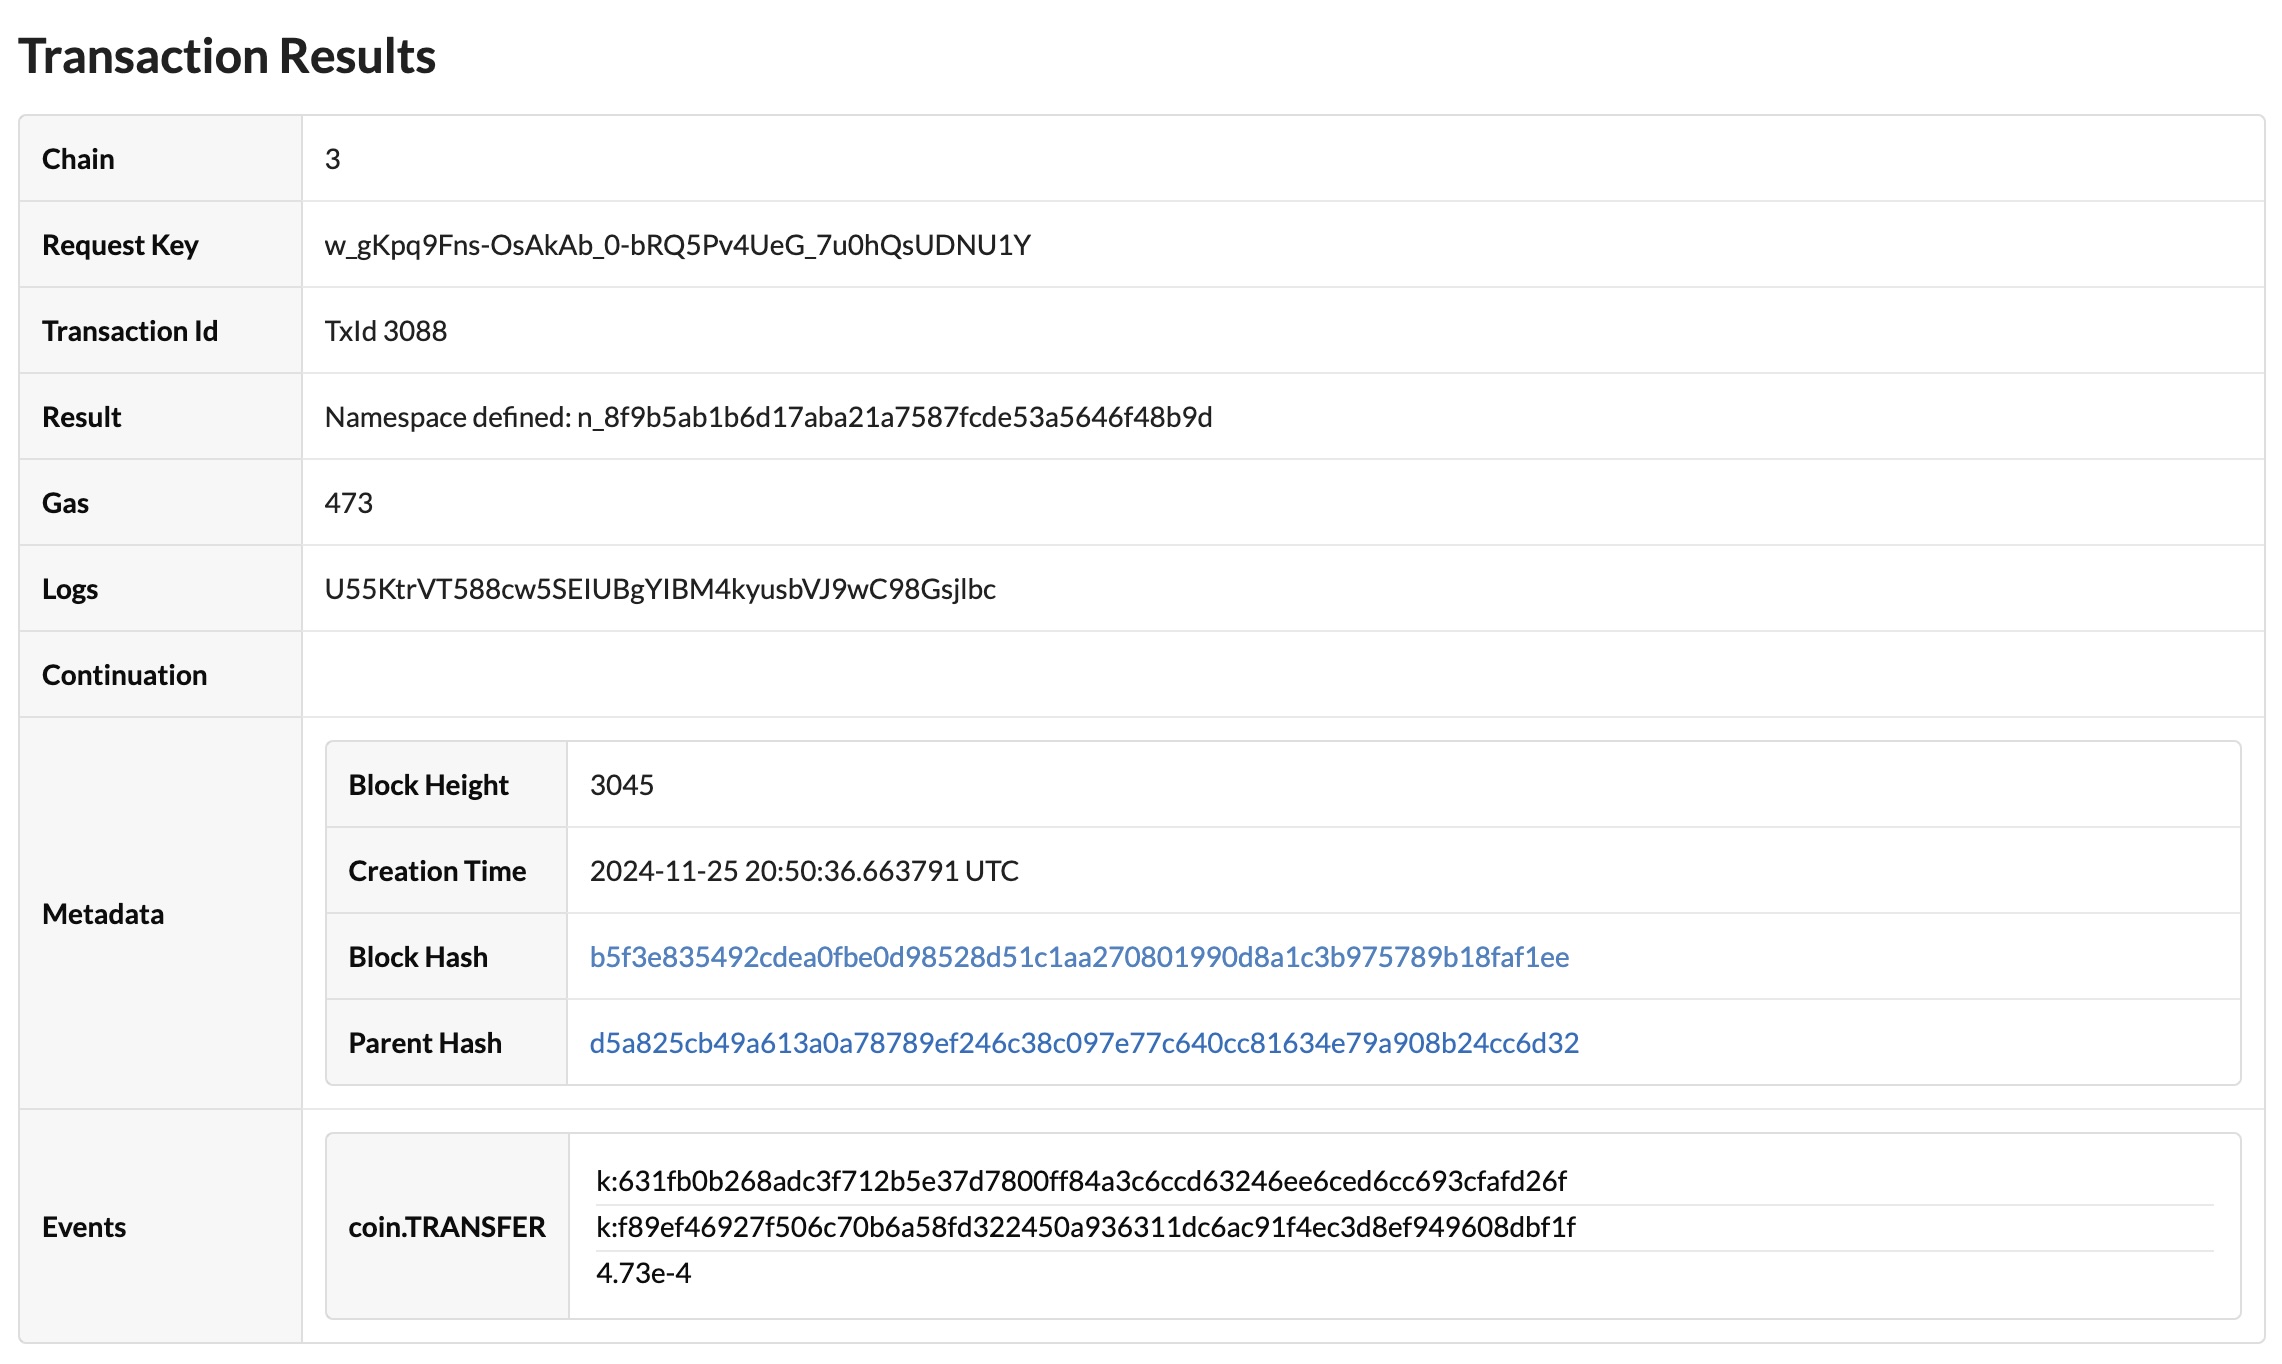 Transaction Results
Chain
3
Request Key
w_gKpq9Fns-OsAkAb_0-bRQ5Pv4UeG_7u0hQsUDNU1Y
Transaction Id
TxId 3088
Result
Namespace defined: n_8f9b5ab1b6d17aba21a7587fcde53a5646f48b9d
Gas
473
Logs
U55KtrVT588cw5SEIUBgYIBM4kyusbVJ9wC98Gsjlbc
Continuation
Metadata
Block Height
3045
Creation Time
2024-11-25 20:50:36.663791 UTC
Block Hash
b5f3e835492cdea0fbe0d98528d51c1aa270801990d8a1c3b975789b18faf1ee
Parent Hash
d5a825cb49a613a0a78789ef246c38c097e77c640cc81634e79a908b24cc6d32
Events
coin.TRANSFER
k:631fb0b268adc3f712b5e37d7800ff84a3c6ccd63246ee6ced6cc693cfafd26f
k:f89ef46927f506c70b6a58fd322450a936311dc6ac91f4ec3d8ef949608dbf1f
4.73e-4